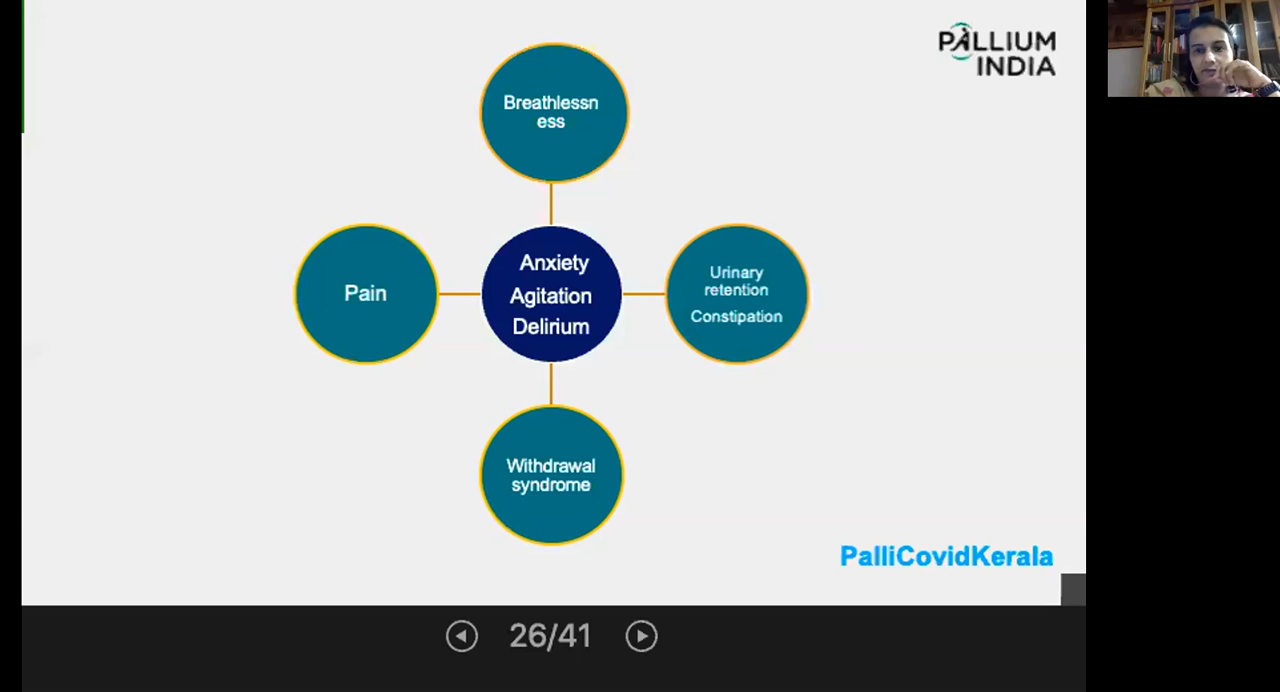 PALLIUM
INDIA
Breathlessn
ess
Pain
Anxiety
Agitation
Delirium
Urinary
retention
Constipation
Withdrawal
syndrome
PalliCovidKerala
26/41